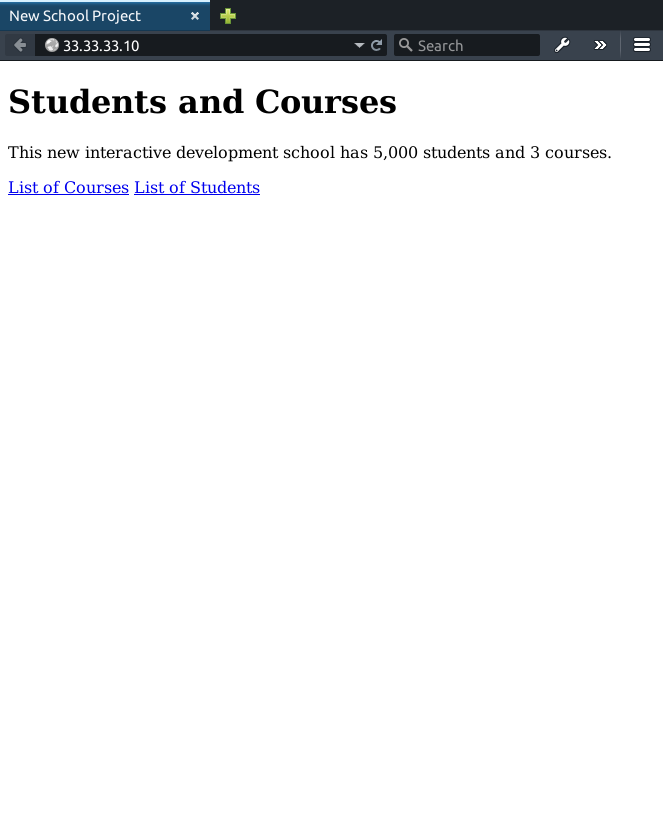 New School Project
33.33.33.10
Search
Students and Courses
This new interactive development school has 5,000 students and 3 courses.
List of Courses List of Students